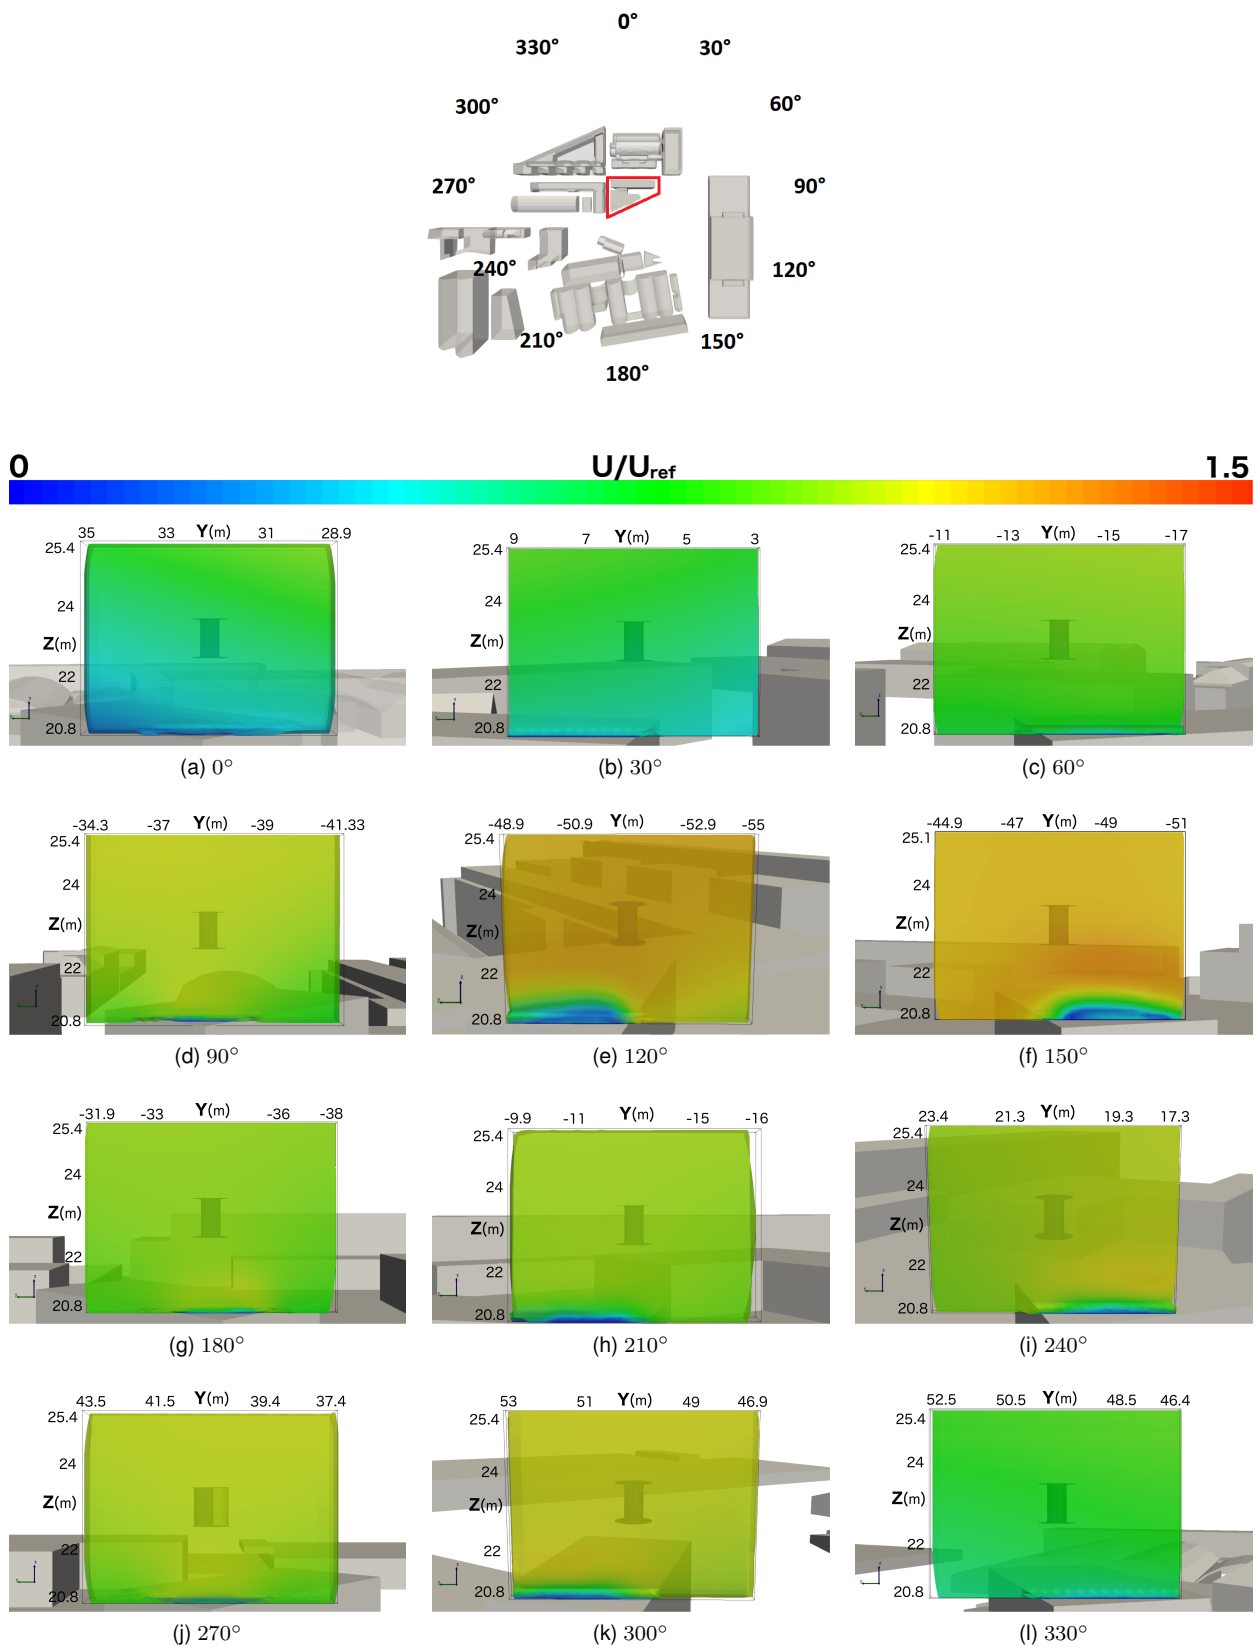 0°
330° 30°
300° 60°
270° 90°
240° 120°
210° 150°
180°
0 U/Uref 1.5
35 33 Y(m) 31 28.9
25.4
24
Z(m)
22
20.8
(a) 0°
9 7 Y(m) 5 3
25.4
24
Z(m)
22
20.8
(b) 30°
-11 -13 Y(m) -15 -17
25.4
24
Z(m)
22
20.8
(c) 60°
-34.3 -37 Y(m) -39 -41.33
25.4
24
Z(m)
22
20.8
(d) 90°
-48.9 -50.9 Y(m) -52.9 -55
25.4
24
Z(m)
22
20.8
(e) 120°
-44.9 -47 Y(m) -49 -51
25.1
24
Z(m)
22
20.8
(f) 150°
-31.9 -33 Y(m) -36 -38
25.4
24
Z(m)
22
20.8
(g) 180°
-9.9 -11 Y(m) -15 -16
25.4
24
Z(m)
22
20.8
(h) 210°
23.4 21.3 Y(m) 19.3 17.3
25.4
24
Z(m)
22
20.8
(i) 240°
43.5 41.5 Y(m) 39.4 37.4
25.4
24
Z(m)
22
20.8
(j) 270°
53 51 Y(m) 49 46.9
25.4
24
Z(m)
22
20.8
(k) 300°
52.5 50.5 Y(m) 48.5 46.4
25.4
24
Z(m)
22
20.8
(l) 330°